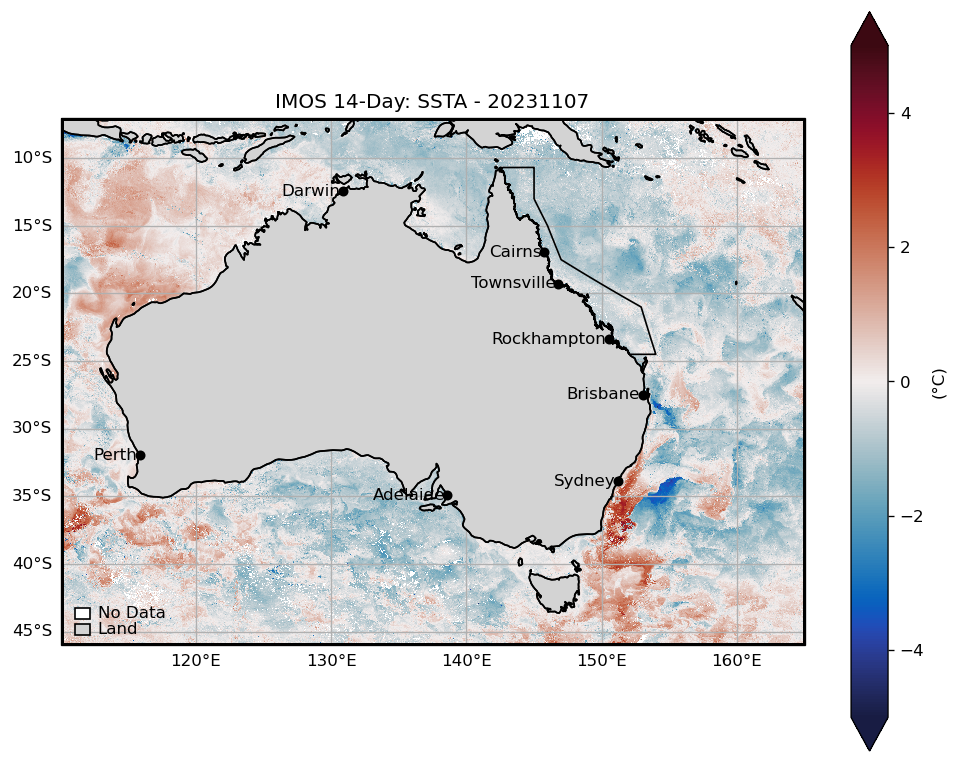 IMOS 14-Day: SSTA - 20231107
10°S
15°S
20°S
25°S
30°S
35°S
40°S
45°S
Darwin
Cairns
Townsville
Rockhampton
Brisbane
Perth
Sydney
Adelaide
No Data
Land
120°E
130°E
140°E
150°E
160°E
4
2
0
−2
−4
(°C)